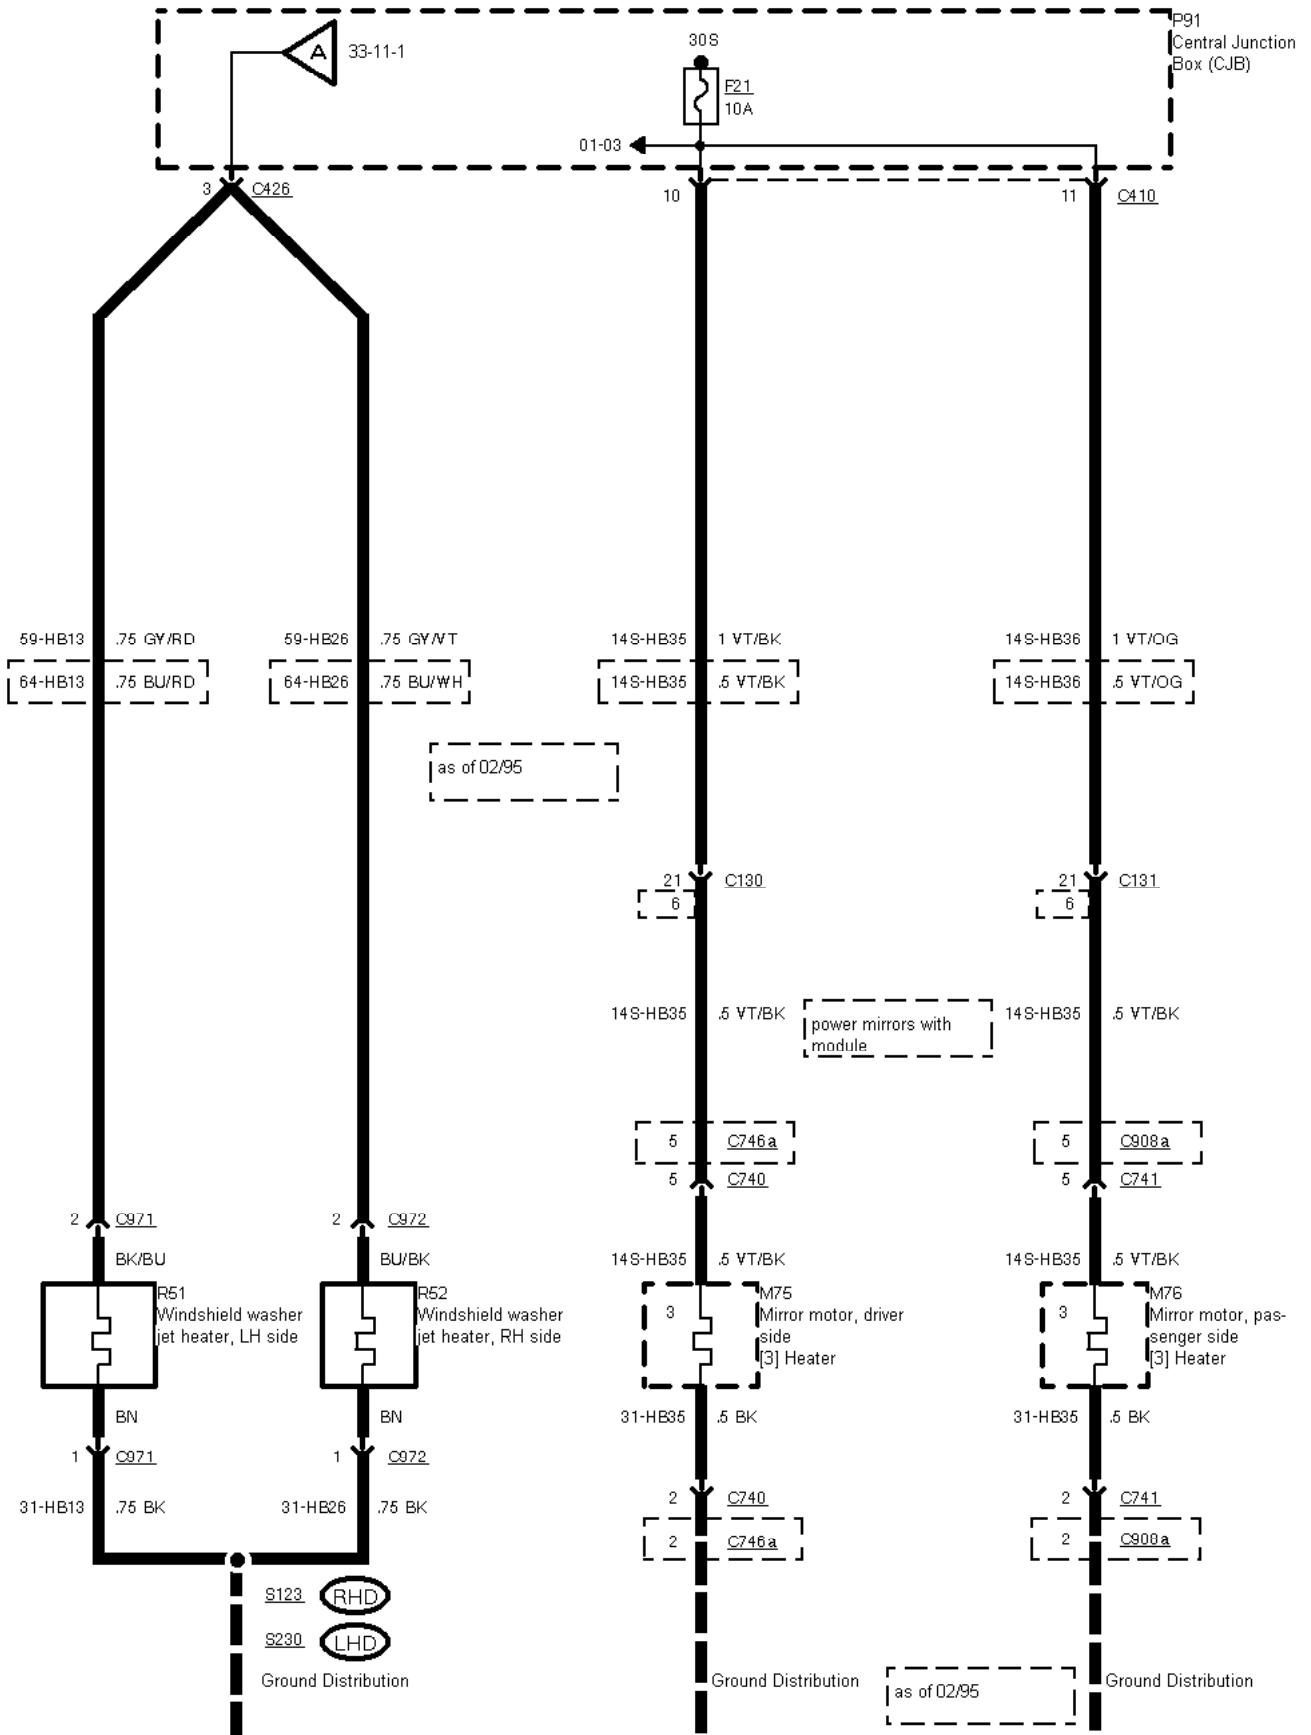 P91
Central Junction
Box (CJB)
A
33-11-1
30S
F21
10A
01-03
3
C426
10
11
C410
59-HB13
.75 GY/RD
59-HB26
.75 GY/VT
14S-HB35
1 VT/BK
14S-HB36
1 VT/OG
64-HB13
.75 BU/RD
64-HB26
.75 BU/WH
14S-HB35
.5 VT/BK
14S-HB36
.5 VT/OG
as of 02/95
21
C130
21
C131
6
6
14S-HB35
.5 VT/BK
power mirrors with
module
14S-HB35
.5 VT/BK
5
C746a
5
C908a
5
C740
5
C741
2
C971
2
C972
BK/BU
BU/BK
14S-HB35
.5 VT/BK
14S-HB35
.5 VT/BK
R51
Windshield washer
jet heater, LH side
R52
Windshield washer
jet heater, RH side
3
M75
Mirror motor, driver
side
[3] Heater
3
M76
Mirror motor, pas-
senger side
[3] Heater
BN
BN
31-HB35
.5 BK
31-HB35
.5 BK
1
C971
1
C972
2
C740
2
C741
31-HB13
.75 BK
31-HB26
.75 BK
2
C746a
2
C908a
S123
RHD
S230
LHD
Ground Distribution
Ground Distribution
as of 02/95
Ground Distribution